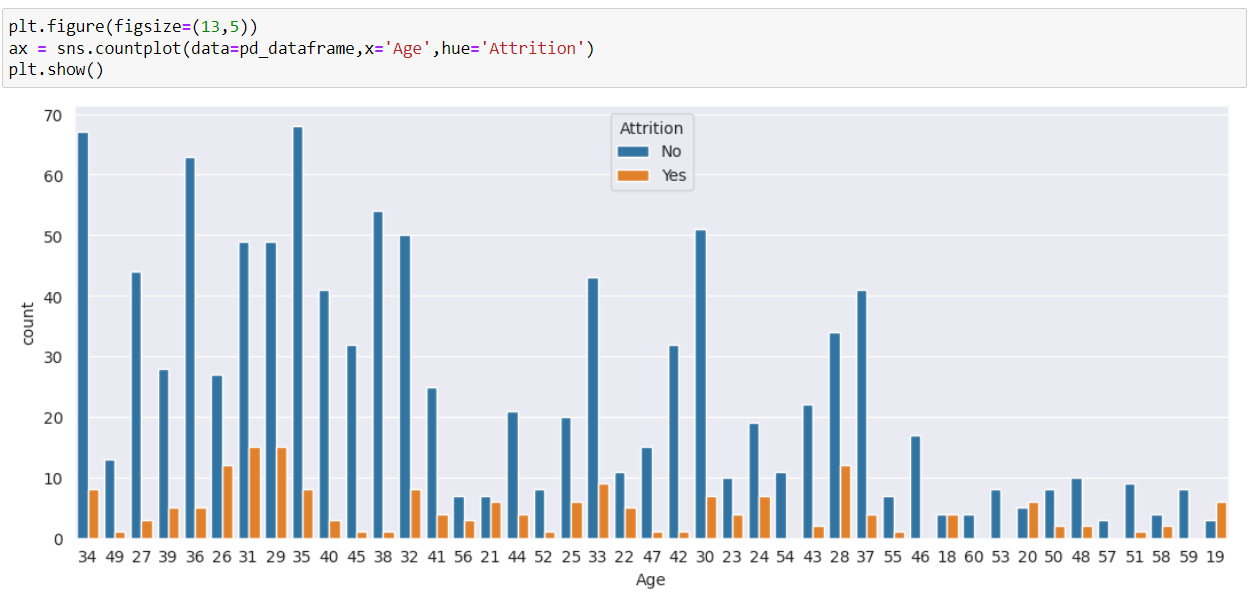 plt.figure(figsize=(13,5))
ax = sns.countplot(data=pd_dataframe,x='Age',hue='Attrition')
plt.show()
70
60
50
40
30
20
10
0
count
Attrition
No
Yes
34 49 27 39 36 26 31 29 35 40 45 38 32 41 56 21 44 52 25 33 22 47 42 30 23 24 54 43 28 37 55 46 18 60 53 20 50 48 57 51 58 59 19
Age